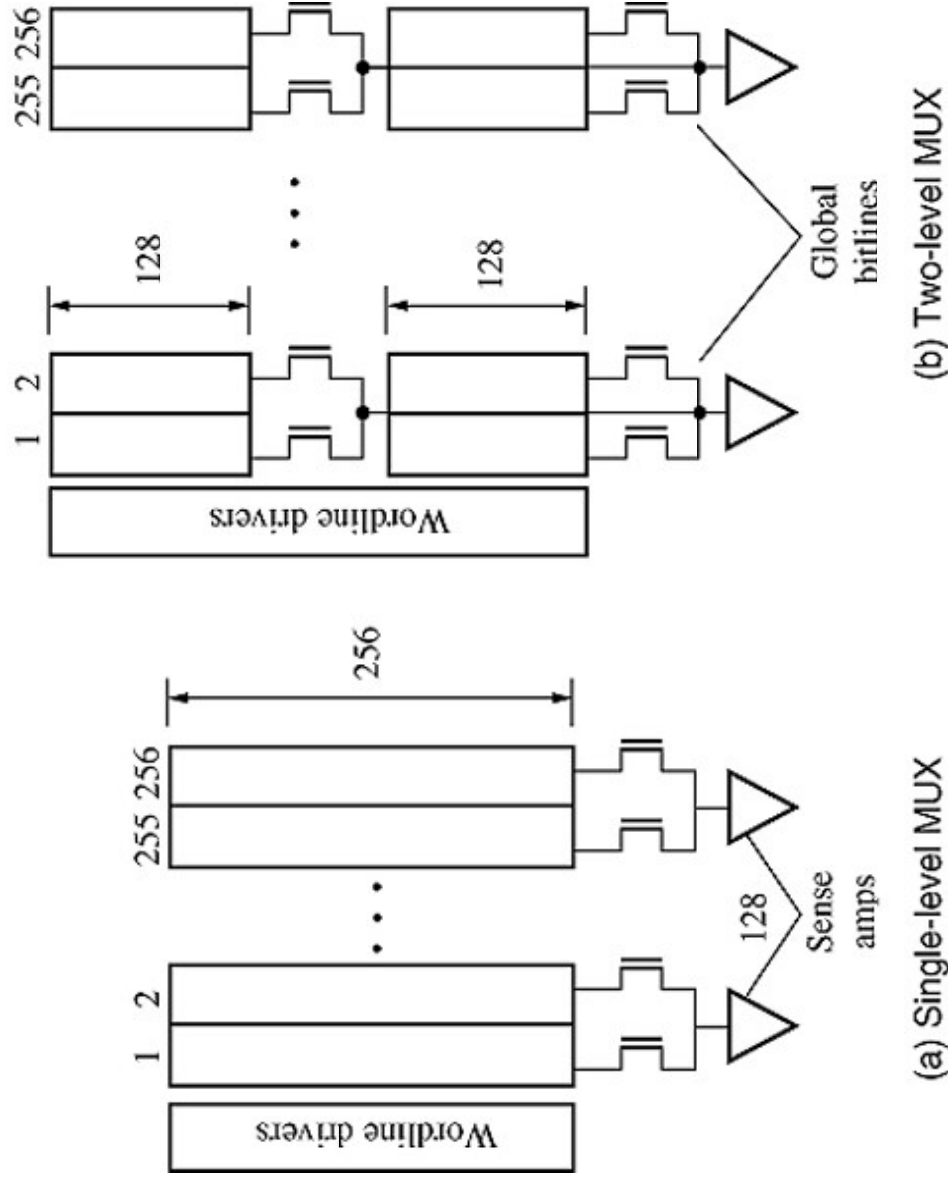 1 2 255 256
Wordline drivers
256
128
Sense
amps
(a) Single-level MUX
1 2 255 256
Wordline drivers
128
128
Global
bitlines
(b) Two-level MUX